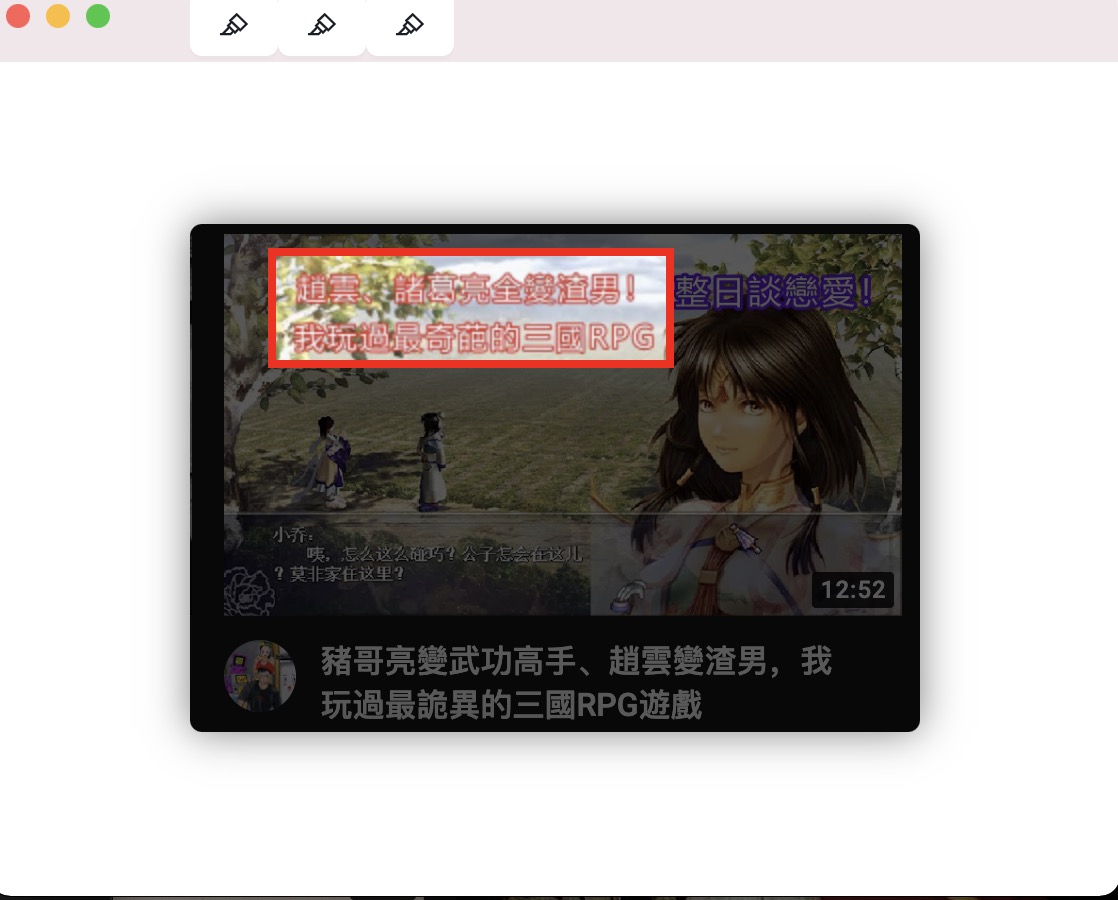 趙雲、諸葛亮全變渣男！
整日談戀愛！
我玩過最奇葩的三國RPG
小乔：
咦，怎么这么碰巧？公子怎会在这儿
？莫非家住这里？
12:52
豬哥亮變武功高手、趙雲變渣男，我
玩過最詭異的三國RPG遊戲